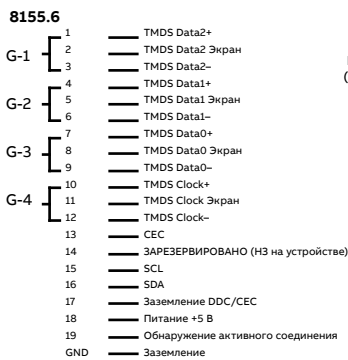 8155.6
1 TMDS Data2+
G-1 2 TMDS Data2 Экран
3 TMDS Data2–
4 TMDS Data1+
G-2 5 TMDS Data1 Экран
6 TMDS Data1–
7 TMDS Data0+
G-3 8 TMDS Data0 Экран
9 TMDS Data0–
10 TMDS Clock+
G-4 11 TMDS Clock Экран
12 TMDS Clock–
13 CEC
14 ЗАРЕЗЕРВИРОВАНО (НЗ на устройстве)
15 SCL
16 SDA
17 Заземление DDC/CEC
18 Питание +5 В
19 Обнаружение активного соединения
GND Заземление